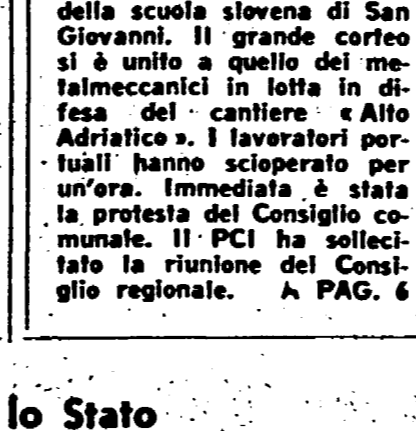 della scuola slovena di San
Giovanni. Il grande corteo
si è unito a quello dei me-
talmeccanici in lotta in di-
fesa del cantiere « Alto
Adriatico ». I lavoratori por-
tuali hanno scioperato per
un'ora. Immediata è stata
la protesta del Consiglio co-
munale. Il PCI ha solleci-
tato la riunione del Consi-
glio regionale. A PAG. 6
lo Stato